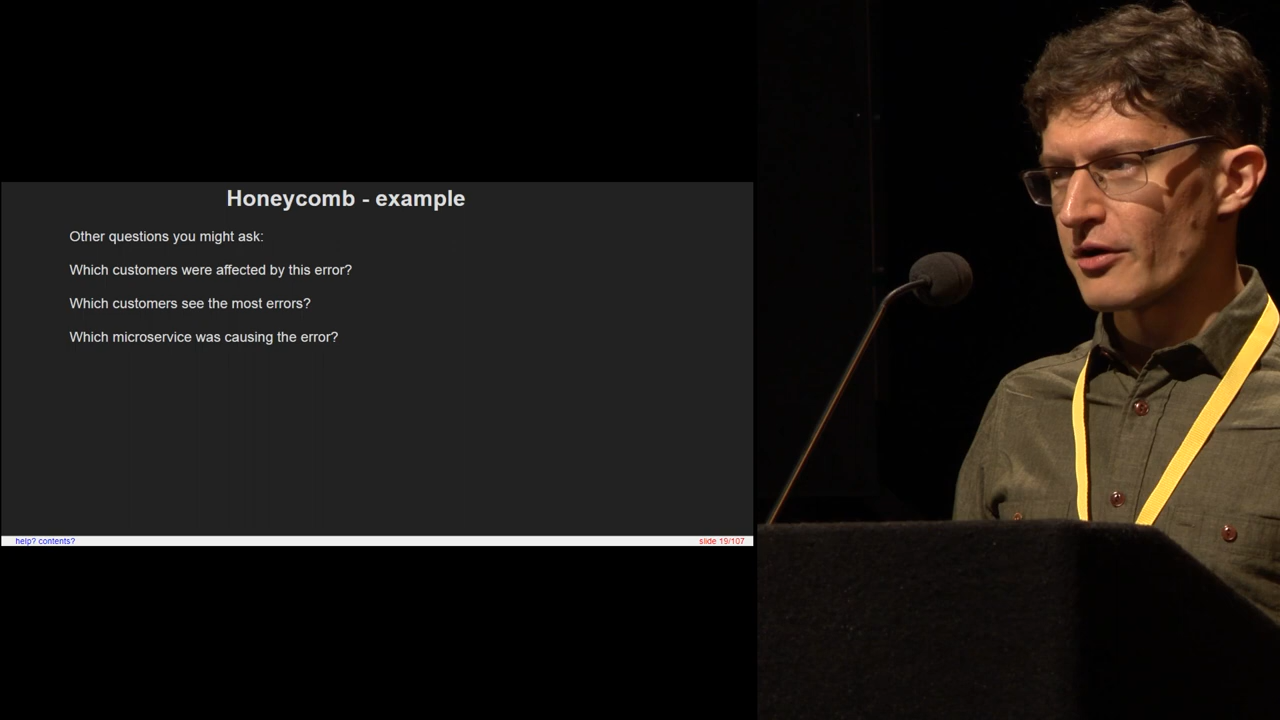 Honeycomb - example
Other questions you might ask:
Which customers were affected by this error?
Which customers see the most errors?
Which microservice was causing the error?
help? contents?
slide 19/107